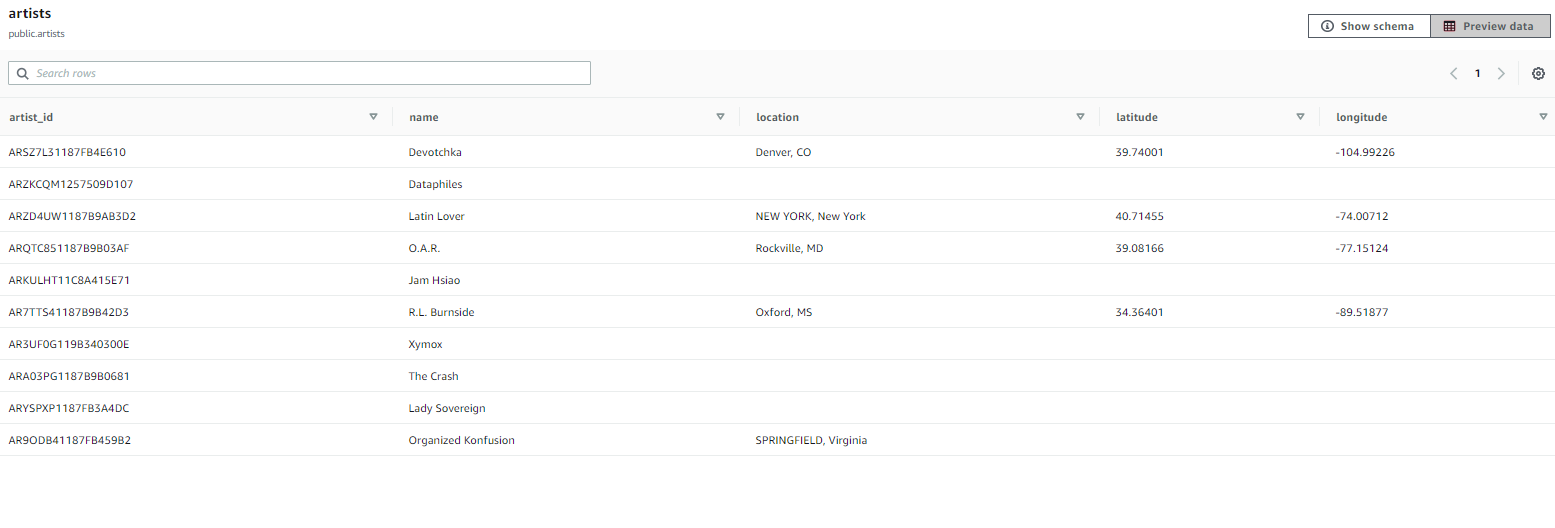 artists
public.artists
Show schema Preview data
Search rows
1
artist_id name location latitude longitude
ARSZ7L31187FB4E610 Devotchka Denver, CO 39.74001 -104.99226
ARZKCQM1257509D107 Dataphiles
ARZD4UW1187B9AB3D2 Latin Lover NEW YORK, New York 40.71455 -74.00712
ARQTC851187B9B03AF O.A.R. Rockville, MD 39.08166 -77.15124
ARKULHT11C8A415E71 Jam Hsiao
AR7TTS41187B9B42D3 R.L. Burnside Oxford, MS 34.36401 -89.51877
AR3UF0G119B340300E Xymox
ARA03PG1187B9B0681 The Crash
ARYSPXP1187FB3A4DC Lady Sovereign
AR9ODB41187FB459B2 Organized Konfusion SPRINGFIELD, Virginia